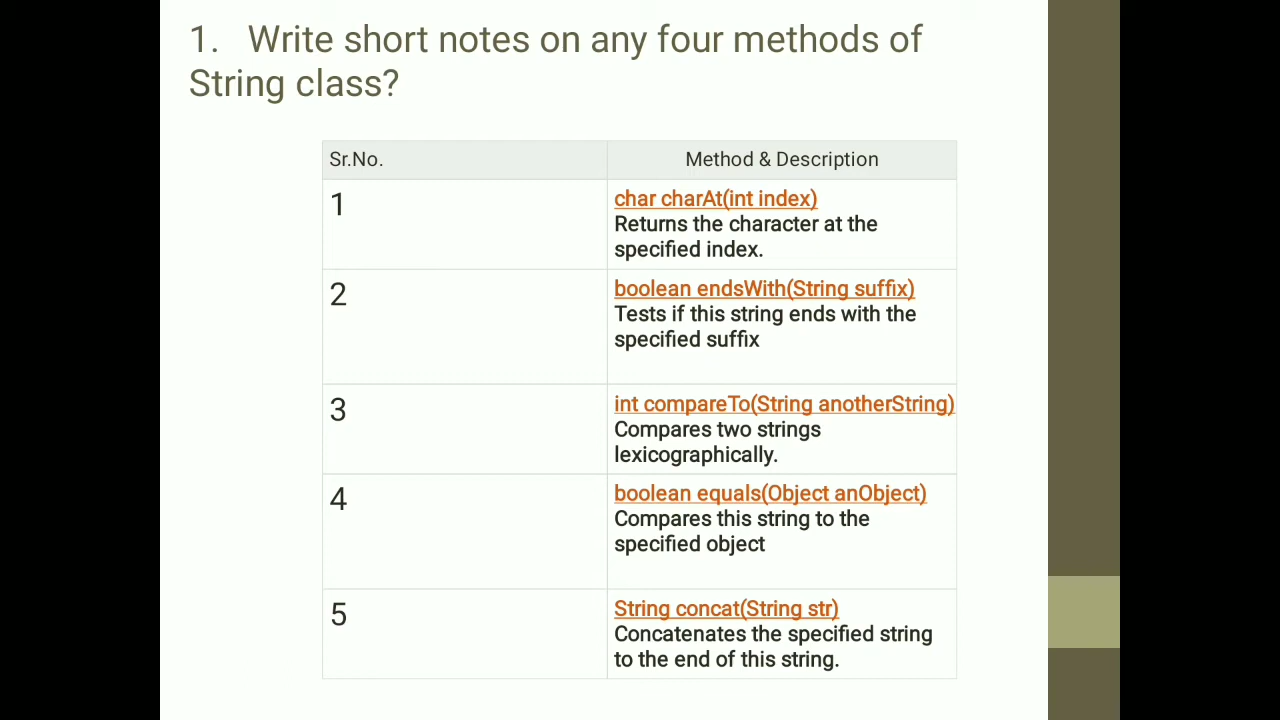 1. Write short notes on any four methods of
String class?
Sr.No.
Method & Description
1
char charAt(int index)
Returns the character at the
specified index.
2
boolean endsWith(String suffix)
Tests if this string ends with the
specified suffix
3
int compareTo(String anotherString)
Compares two strings
lexicographically.
4
boolean equals(Object anObject)
Compares this string to the
specified object
5
String concat(String str)
Concatenates the specified string
to the end of this string.